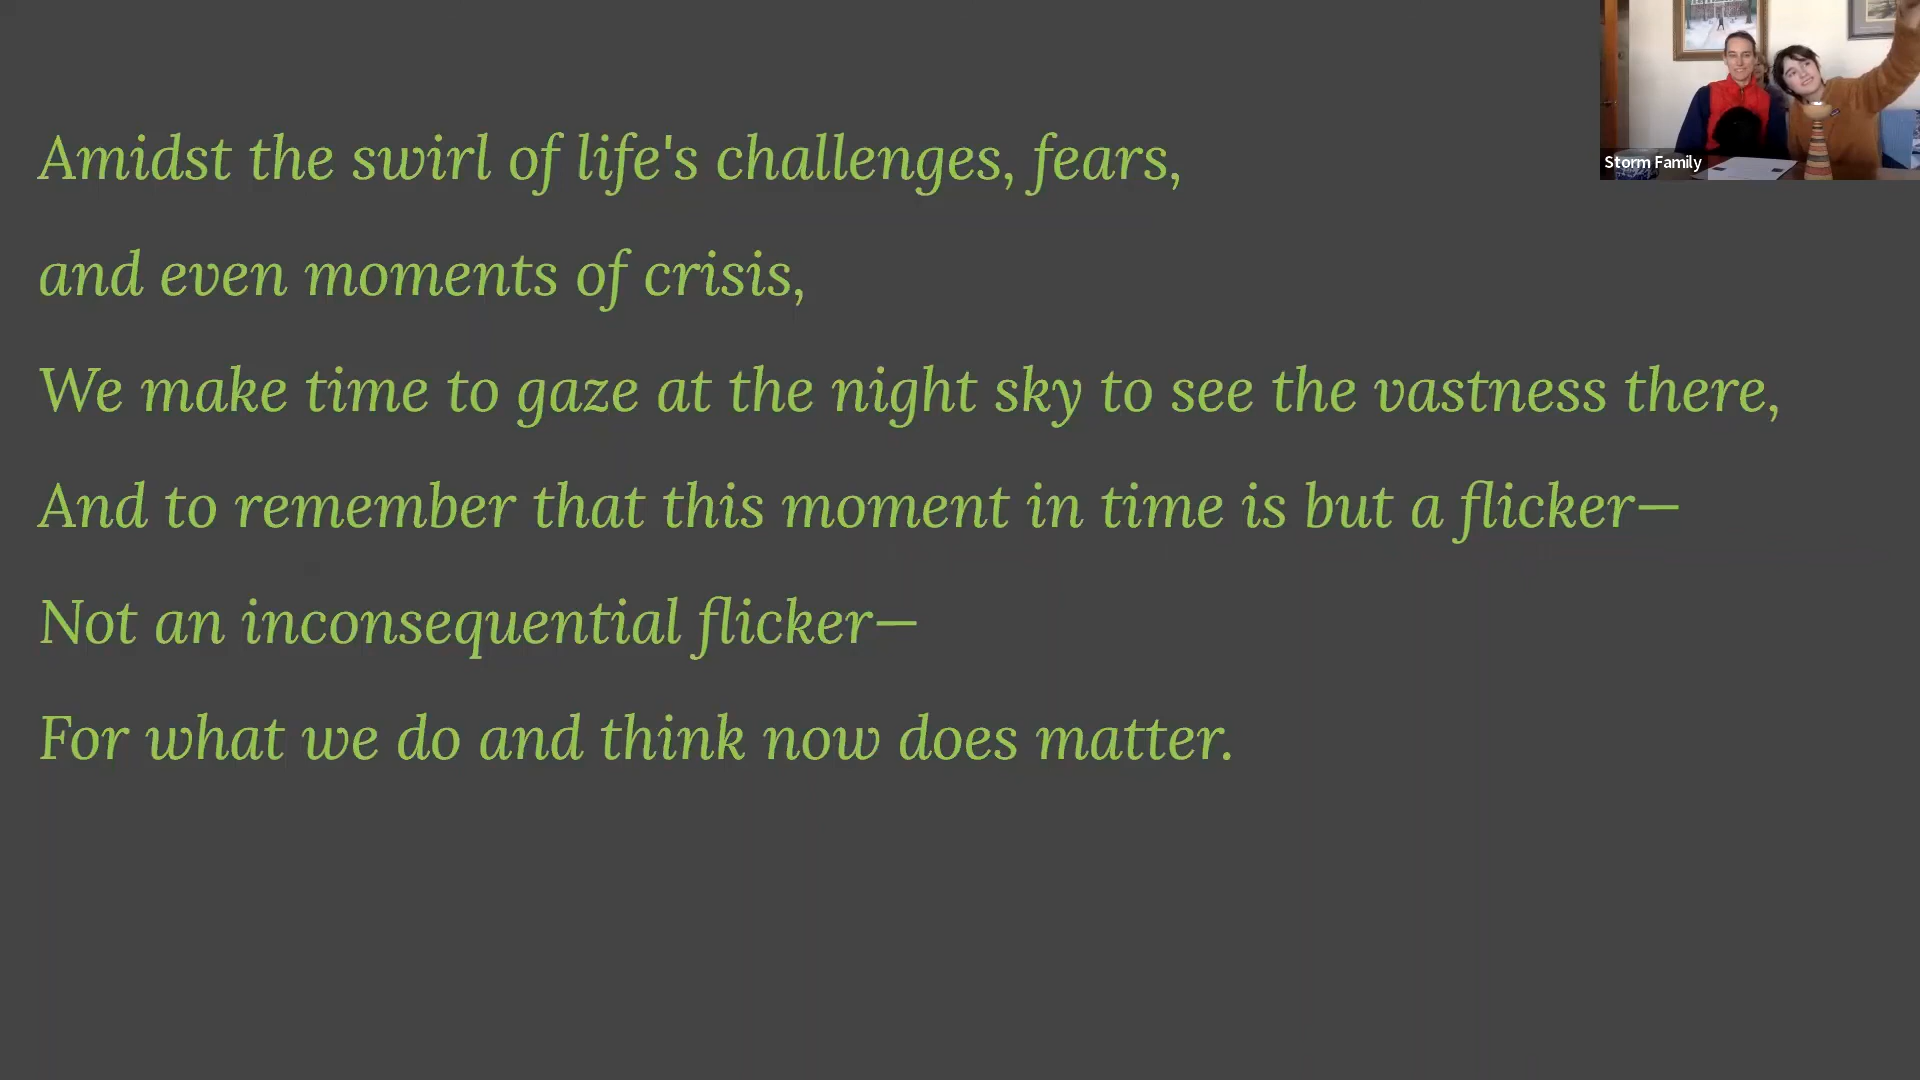 Amidst the swirl of life's challenges, fears,
and even moments of crisis,
We make time to gaze at the night sky to see the vastness there,
And to remember that this moment in time is but a flicker—
Not an inconsequential flicker—
For what we do and think now does matter.
Storm Family